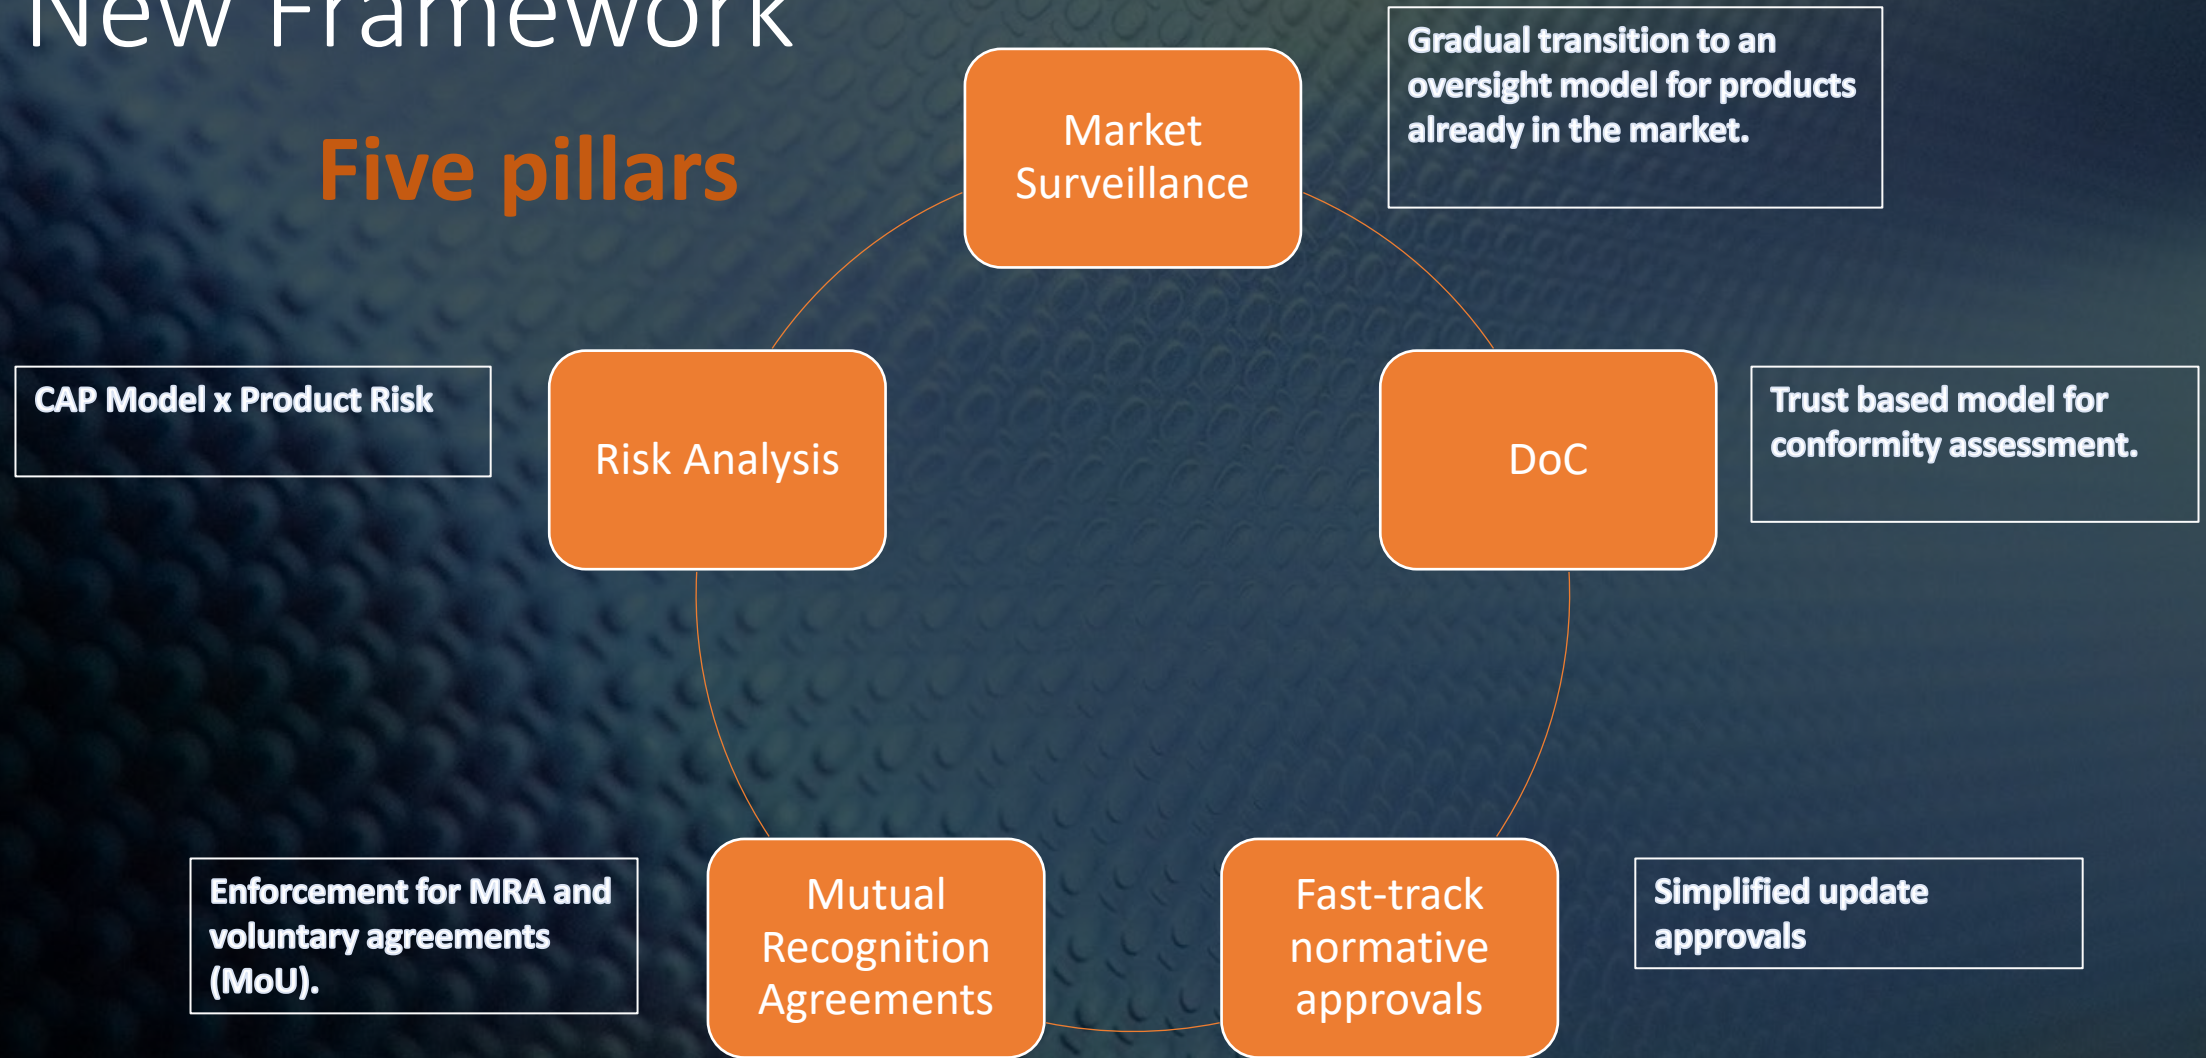 New Framework
Five pillars
Market
Surveillance
Gradual transition to an
oversight model for products
already in the market.
DoC
Trust based model for
conformity assessment.
Fast-track
normative
approvals
Simplified update
approvals
Mutual
Recognition
Agreements
Enforcement for MRA and
voluntary agreements
(MoU).
Risk Analysis
CAP Model x Product Risk